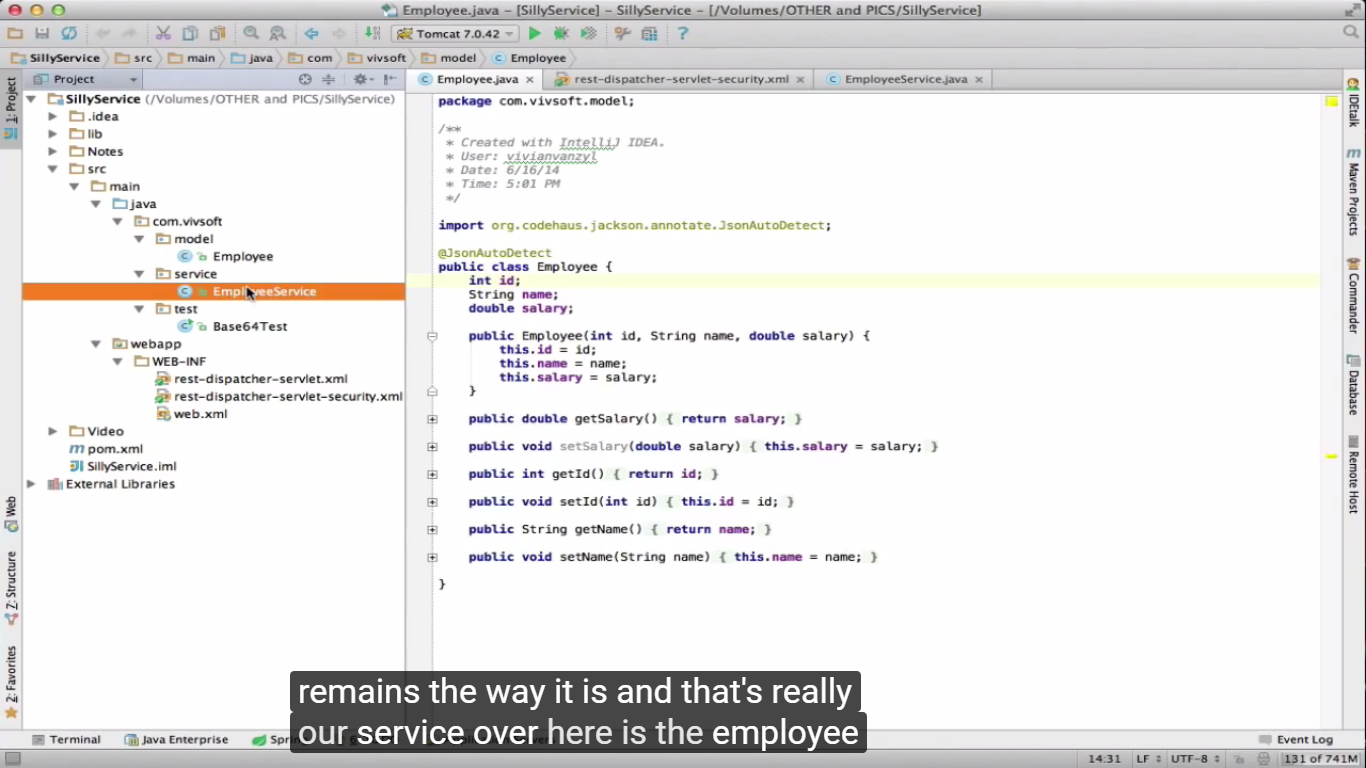 Employee.java - [SillyService] - SillyService - [/Volumes/OTHER and PICS/SillyService]
Tomcat 7.0.42
SillyService src main java com vivsoft model Employee
Project
Employee.java rest-dispatcher-servlet-security.xml EmployeeService.java
1: Project
SillyService (/Volumes/OTHER and PICS/SillyService)
.idea
lib
Notes
src
main
java
com.vivsoft
model
Employee
service
EmployeeService
test
Base64Test
webapp
WEB-INF
rest-dispatcher-servlet.xml
rest-dispatcher-servlet-security.xml
web.xml
Video
pom.xml
SillyService.iml
External Libraries
Web
Z: Structure
2: Favorites
package com.vivsoft.model;
/**
* Created with IntelliJ IDEA.
* User: vivianvanzyl
* Date: 6/16/14
* Time: 5:01 PM
*/
import org.codehaus.jackson.annotate.JsonAutoDetect;
@JsonAutoDetect
public class Employee {
int id;
String name;
double salary;
public Employee(int id, String name, double salary) {
this.id = id;
this.name = name;
this.salary = salary;
}
public double getSalary() { return salary; }
public void setSalary(double salary) { this.salary = salary; }
public int getId() { return id; }
public void setId(int id) { this.id = id; }
public String getName() { return name; }
public void setName(String name) { this.name = name; }
}
IDEtalk
Maven Projects
Commander
Database
Remote Host
remains the way it is and that's really
our service over here is the employee
Terminal Java Enterprise Event Log
14:31 LF UTF-8 131 of 741M